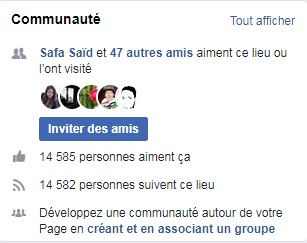 Communauté
Tout afficher
Safa Saïd et 47 autres amis aiment ce lieu ou
l'ont visité
Inviter des amis
14 585 personnes aiment ça
14 582 personnes suivent ce lieu
Développez une communauté autour de votre
Page en créant et en associant un groupe